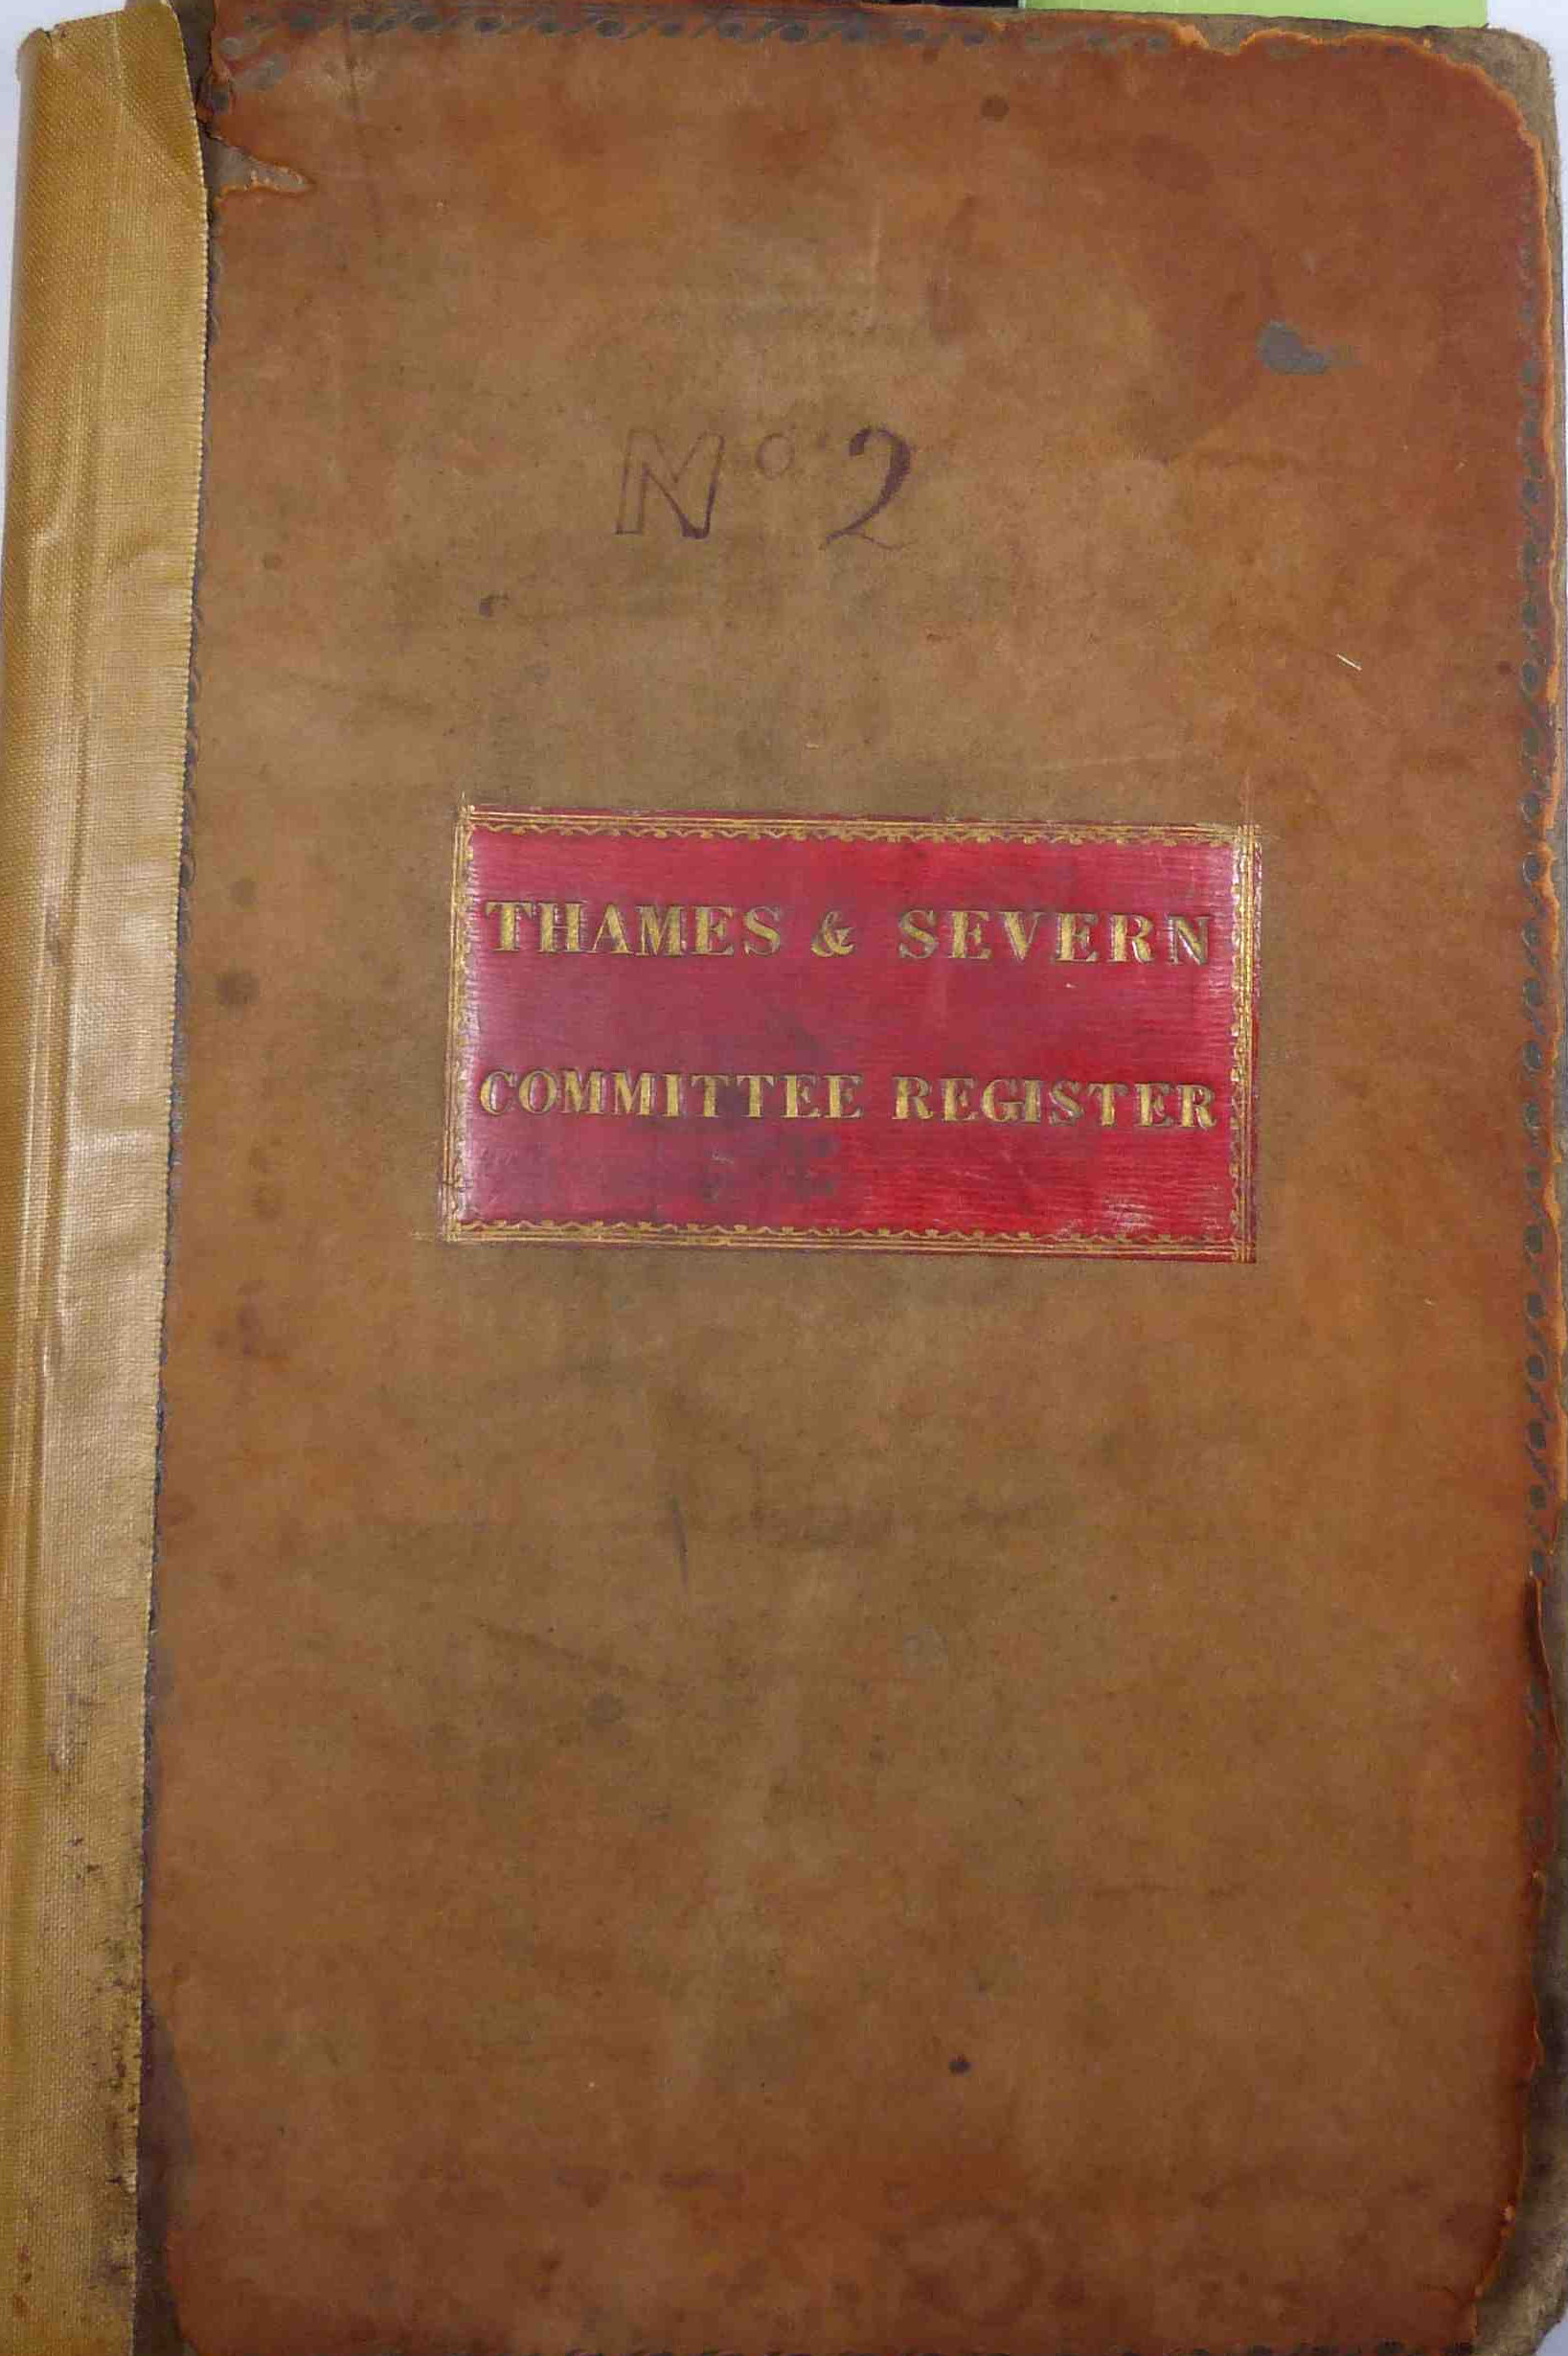 Nº 2
THAMES & SEVERN
COMMITTEE REGISTER